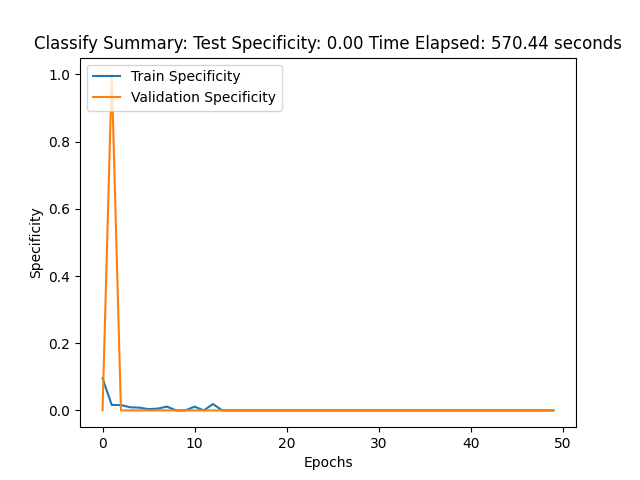 Classify Summary: Test Specificity: 0.00 Time Elapsed: 570.44 seconds
Train Specificity
Validation Specificity
1.0
0.8
0.6
0.4
0.2
0.0
Specificity
0 10 20 30 40 50
Epochs